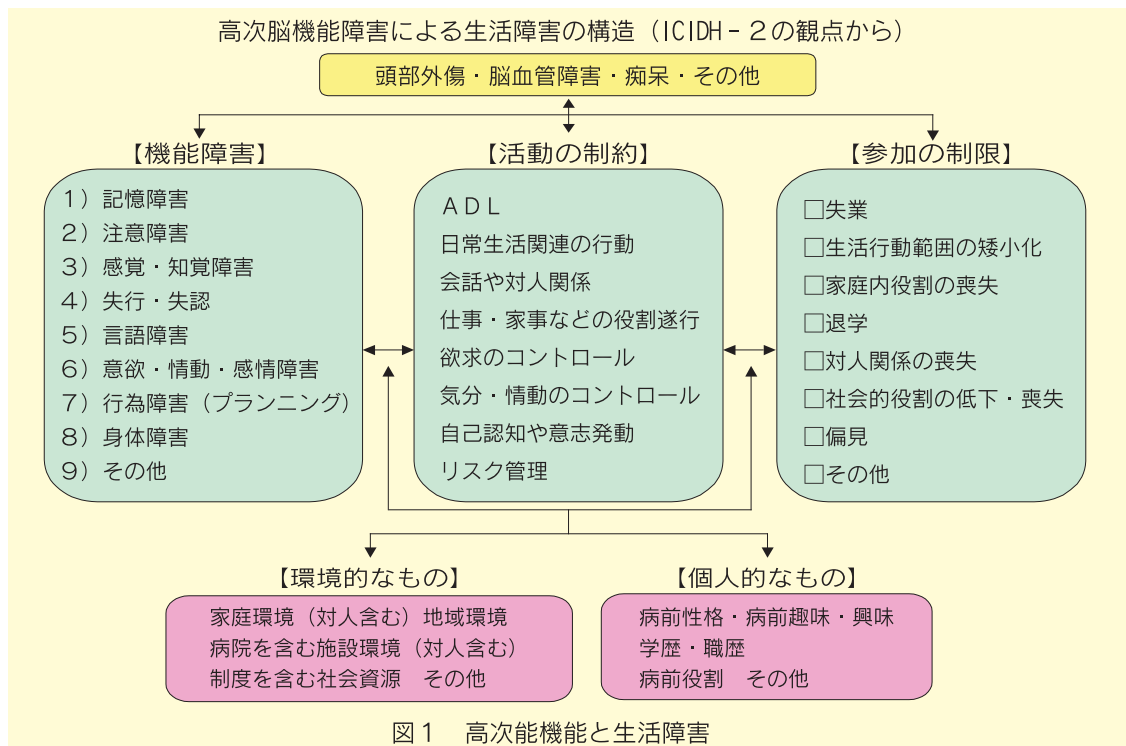 高次脳機能障害による生活障害の構造（ICIDH－２の観点から）
頭部外傷・脳血管障害・痴呆・その他
【機能障害】
１）記憶障害
２）注意障害
３）感覚・知覚障害
４）失行・失認
５）言語障害
６）意欲・情動・感情障害
７）行為障害（プランニング）
８）身体障害
９）その他
【活動の制約】
ＡＤＬ
日常生活関連の行動
会話や対人関係
仕事・家事などの役割遂行
欲求のコントロール
気分・情動のコントロール
自己認知や意志発動
リスク管理
【参加の制限】
□失業
□生活行動範囲の矮小化
□家庭内役割の喪失
□退学
□対人関係の喪失
□社会的役割の低下・喪失
□偏見
□その他
【環境的なもの】
家庭環境（対人含む）地域環境
病院を含む施設環境（対人含む）
制度を含む社会資源　その他
【個人的なもの】
病前性格・病前趣味・興味
学歴・職歴
病前役割　その他
図１　高次能機能と生活障害